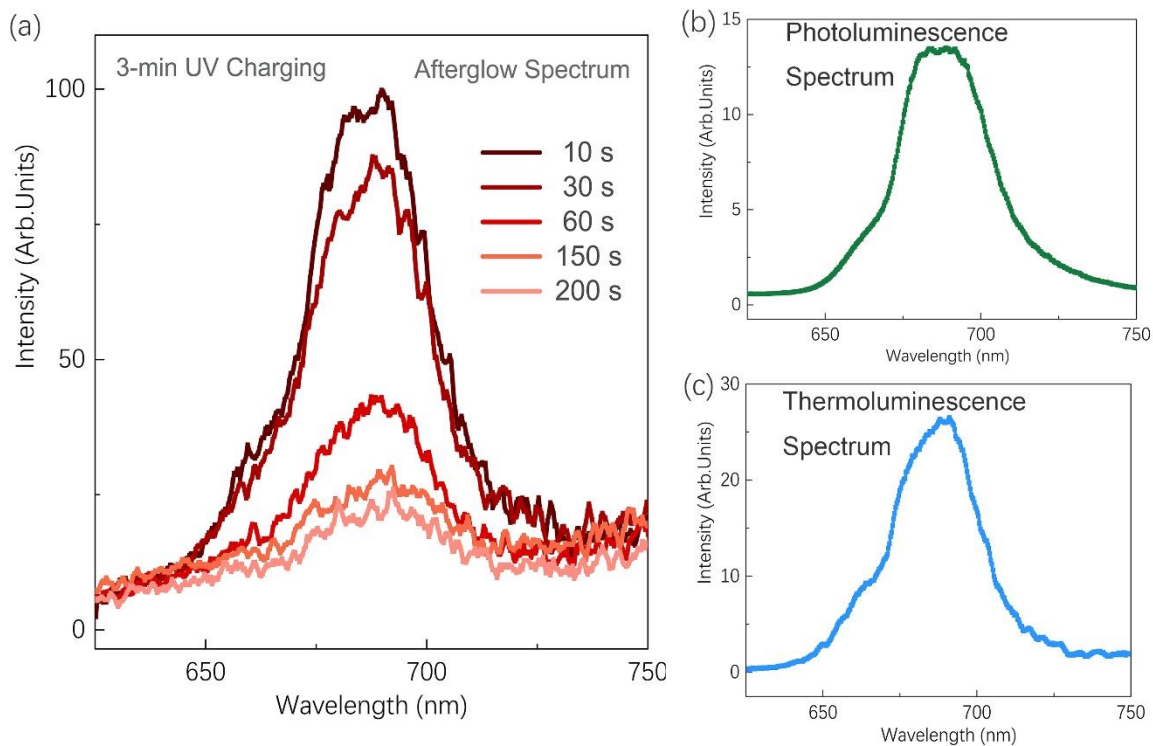 (a)
3-min UV Charging
Afterglow Spectrum
10 s
30 s
60 s
150 s
200 s
100
50
0
650
700
750
Intensity (Arb.Units)
Wavelength (nm)
(b)
Photoluminescence
Spectrum
15
10
5
0
650
700
750
Intensity (Arb.Units)
Wavelength (nm)
(c)
Thermoluminescence
Spectrum
30
20
10
0
650
700
750
Intensity (Arb.Units)
Wavelength (nm)